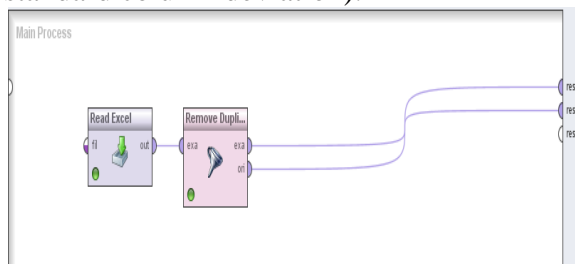 Main Process
Read Excel
fil
out
Remove Dupli...
exa
exa
ori
res
res
res